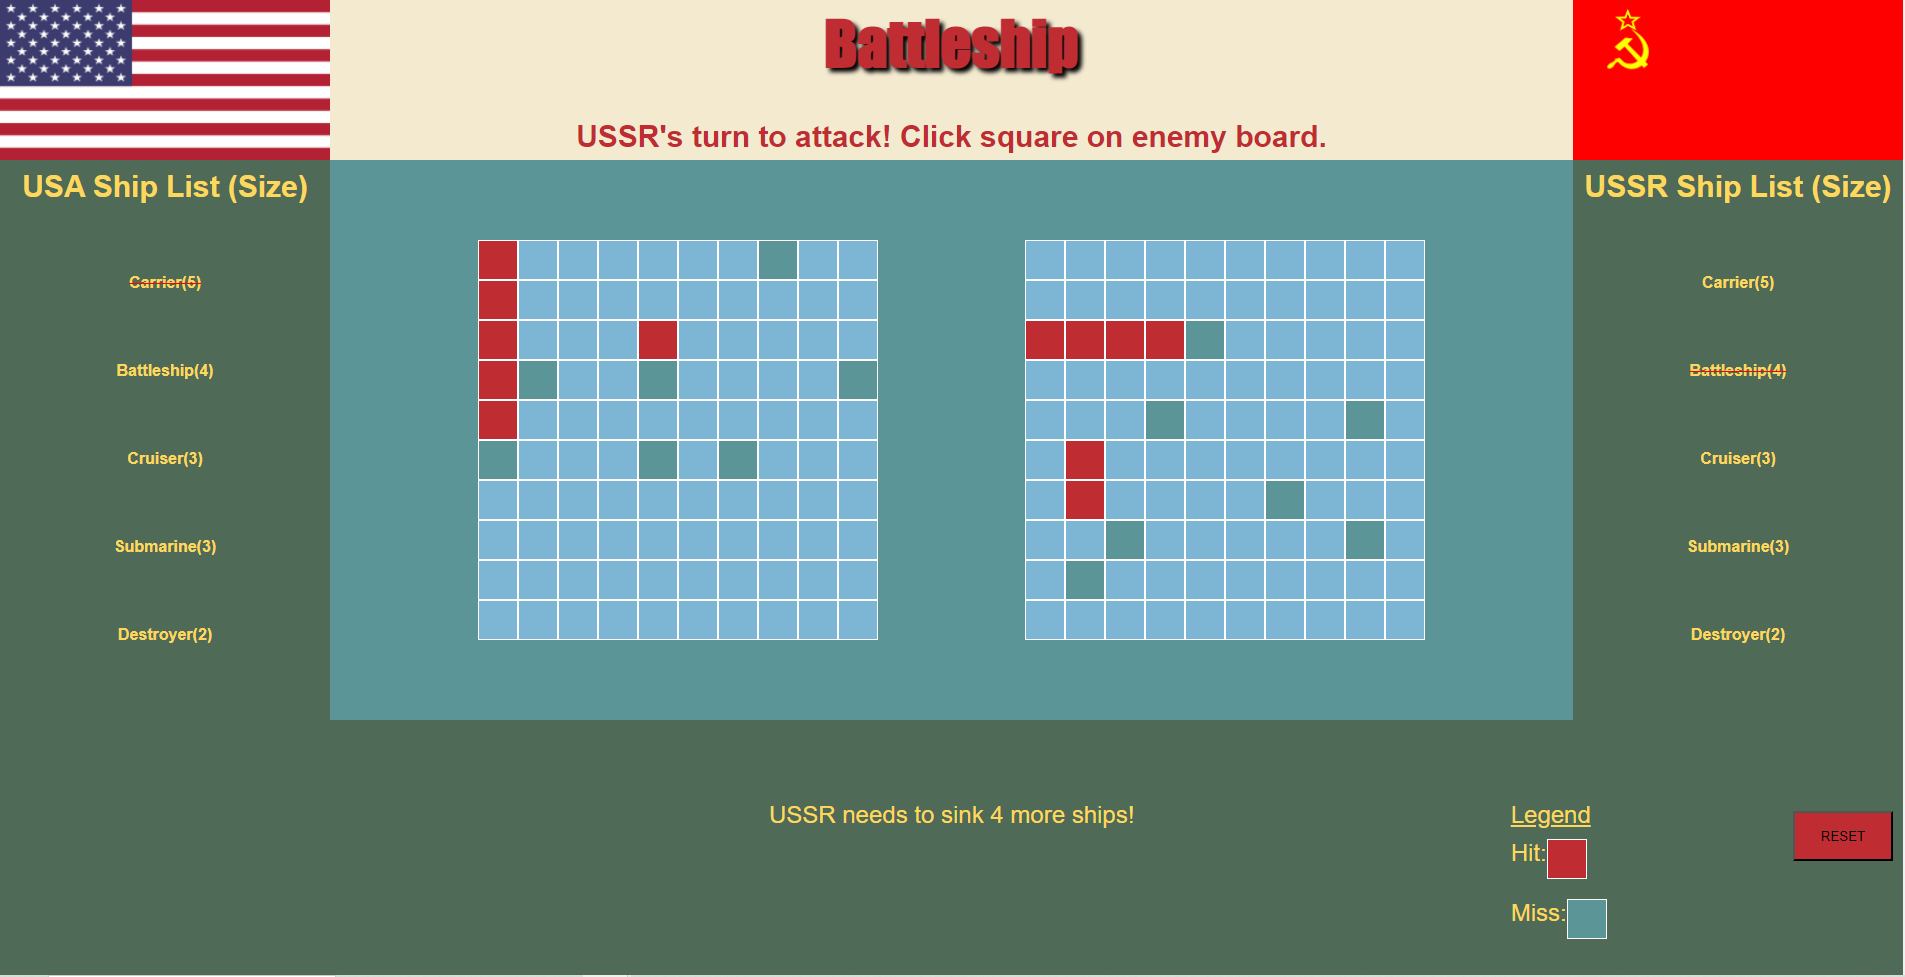 Battleship
USSR's turn to attack! Click square on enemy board.
USA Ship List (Size)
Carrier(5)
Battleship(4)
Cruiser(3)
Submarine(3)
Destroyer(2)
USSR Ship List (Size)
Carrier(5)
Battleship(4)
Cruiser(3)
Submarine(3)
Destroyer(2)
USSR needs to sink 4 more ships!
Legend
Hit:
Miss:
RESET